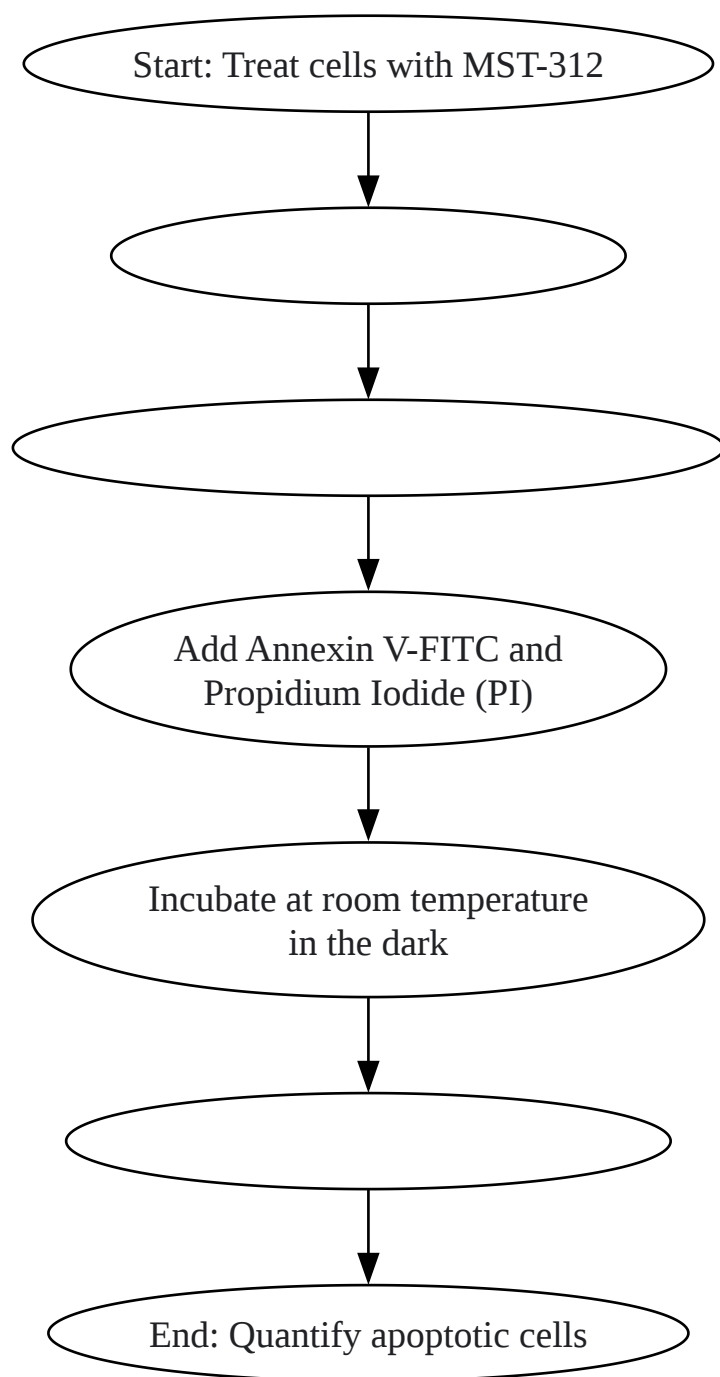 Start: Treat cells with MST-312
Add Annexin V-FITC and
Propidium Iodide (PI)
Incubate at room temperature
in the dark
End: Quantify apoptotic cells